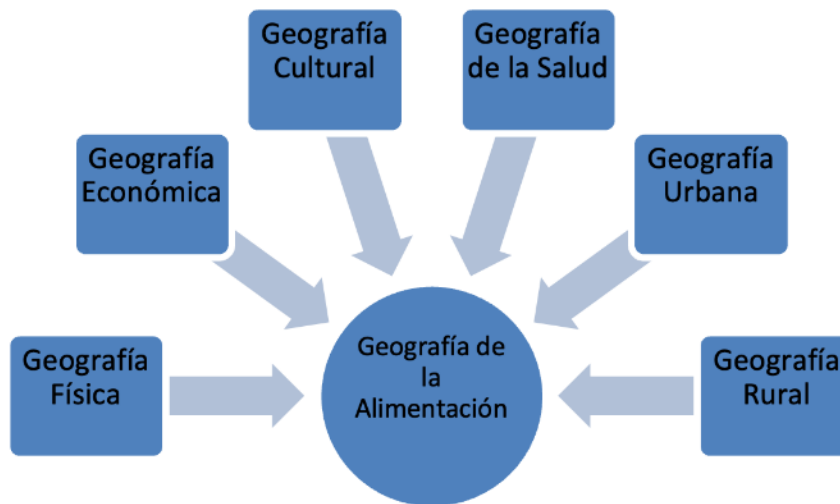 Geografía
Cultural
Geografía
de la Salud
Geografía
Económica
Geografía
Urbana
Geografía
Física
Geografía de
la
Alimentación
Geografía
Rural